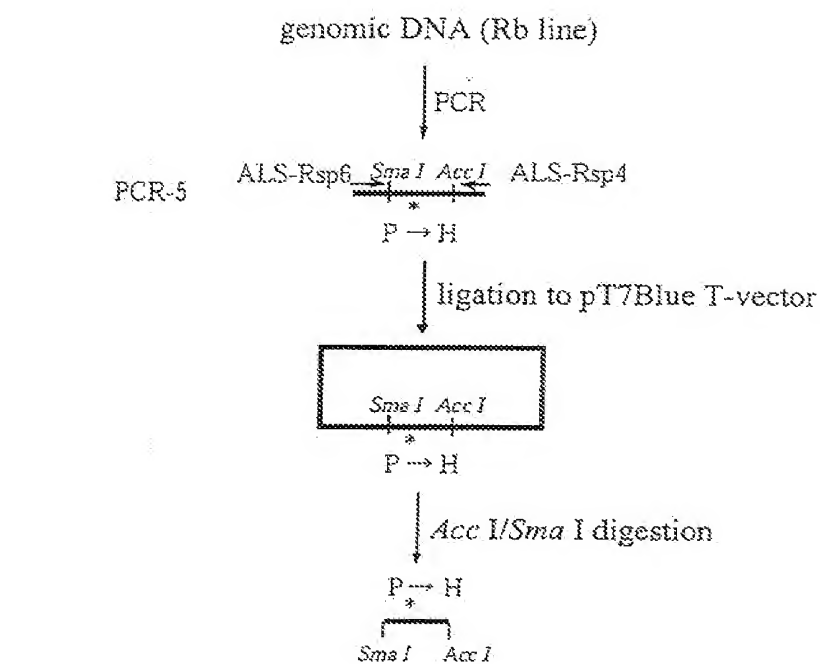 genomic DNA (Rb line)
PCR
ALS-Rsp6 Sma I Acc I ALS-Rsp4
PCR-5
*
P → H
ligation to pT7Blue T-vector
Sma I Acc I
*
P → H
Acc I/Sma I digestion
P → H
*
Sma I Acc I